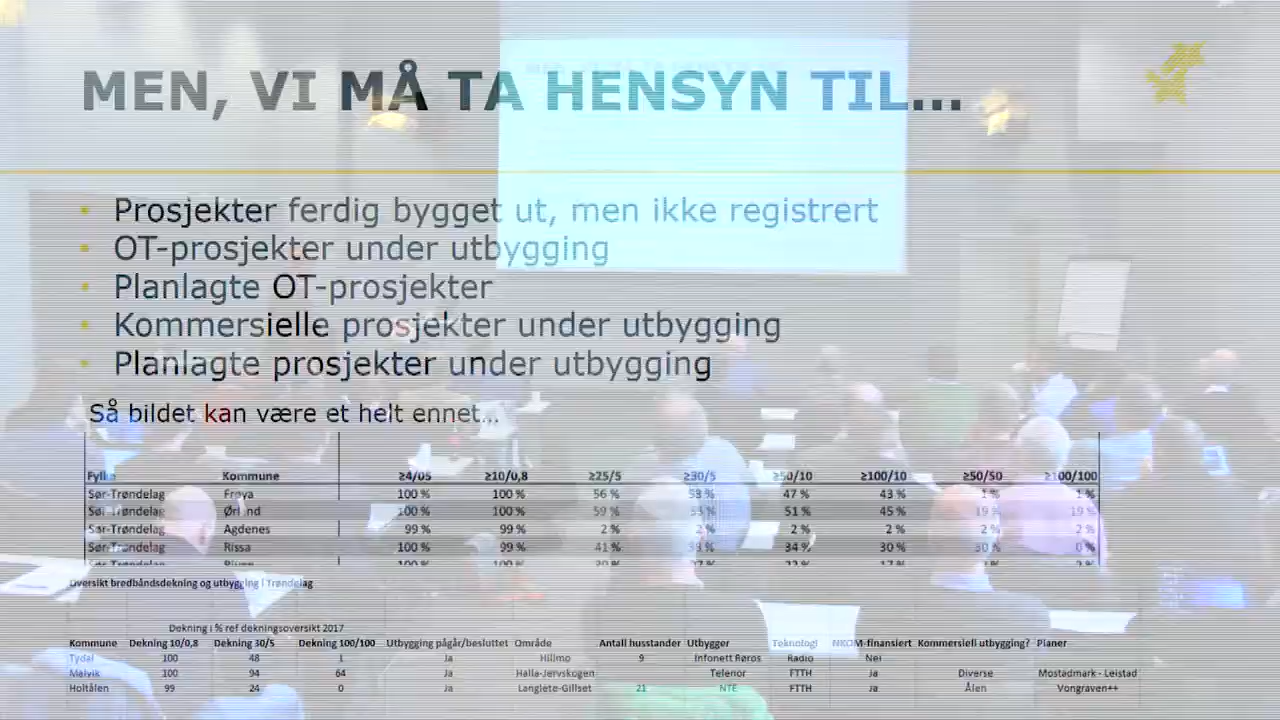 MEN, VI MÅ TA HENSYN TIL...
• Prosjekter ferdig bygget ut, men ikke registrert
• OT-prosjekter under utbygging
• Planlagte OT-prosjekter
• Kommersielle prosjekter under utbygging
• Planlagte prosjekter under utbygging
Så bildet kan være et helt ennet...
Fylke Kommune ≥4/05 ≥10/0,8 ≥25/5 ≥30/5 ≥50/10 ≥100/10 ≥50/50 ≥100/100
Sør-Trøndelag Frøya 100 % 100 % 56 % 53 % 47 % 43 % 1 % 1 %
Sør-Trøndelag Ørland 100 % 100 % 59 % 51 % 45 % 19 % 19 %
Sør-Trøndelag Agdenes 99 % 99 % 2 % 2 % 2 % 2 % 2 % 2 %
Sør-Trøndelag Rissa 100 % 99 % 41 % 34 % 30 % 0 %
Oversikt bredbåndsdekning og utbygging i Trøndelag
Dekning i % ref dekningsoversikt 2017
Kommune Dekning 10/0,8 Dekning 30/5 Dekning 100/100 Utbygging pågår/besluttet Område Antall husstander Utbygger Teknologi NKOM-finansiert Kommersiell utbygging? Planer
Tydal 100 48 1 Ja Hillmo 9 Infonett Røros Radio Nei
Malvik 100 94 64 Ja Halla-Jervskogen Telenor FTTH Ja Diverse Mostadmark - Leistad
Holtålen 99 24 0 Ja Langlete-Gillset 21 NTE FTTH Ja Ålen Vongraven++